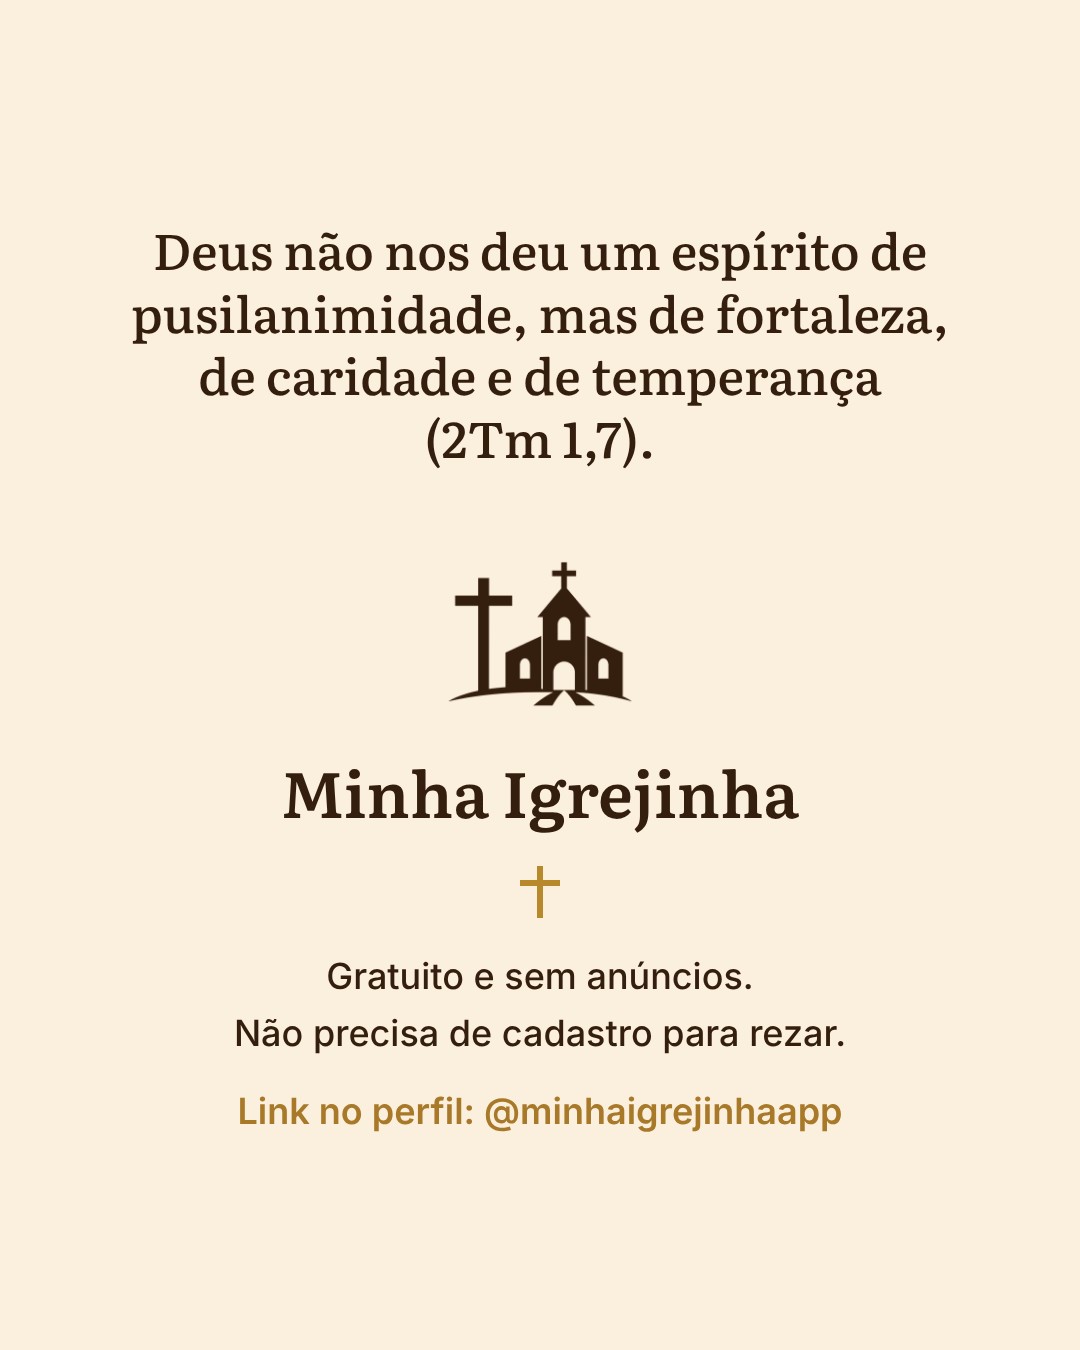 Deus não nos deu um espírito de
pusilanimidade, mas de fortaleza,
de caridade e de temperança
(2Tm 1,7).
Minha Igrejinha
Gratuito e sem anúncios.
Não precisa de cadastro para rezar.
Link no perfil: @minhaigrejinhaapp